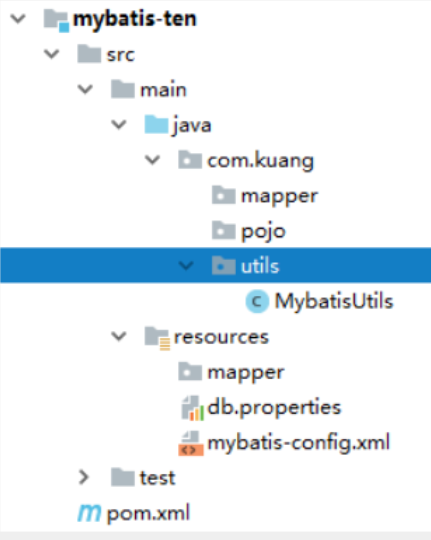 mybatis-ten
src
main
java
com.kuang
mapper
pojo
utils
MybatisUtils
resources
mapper
db.properties
mybatis-config.xml
test
pom.xml